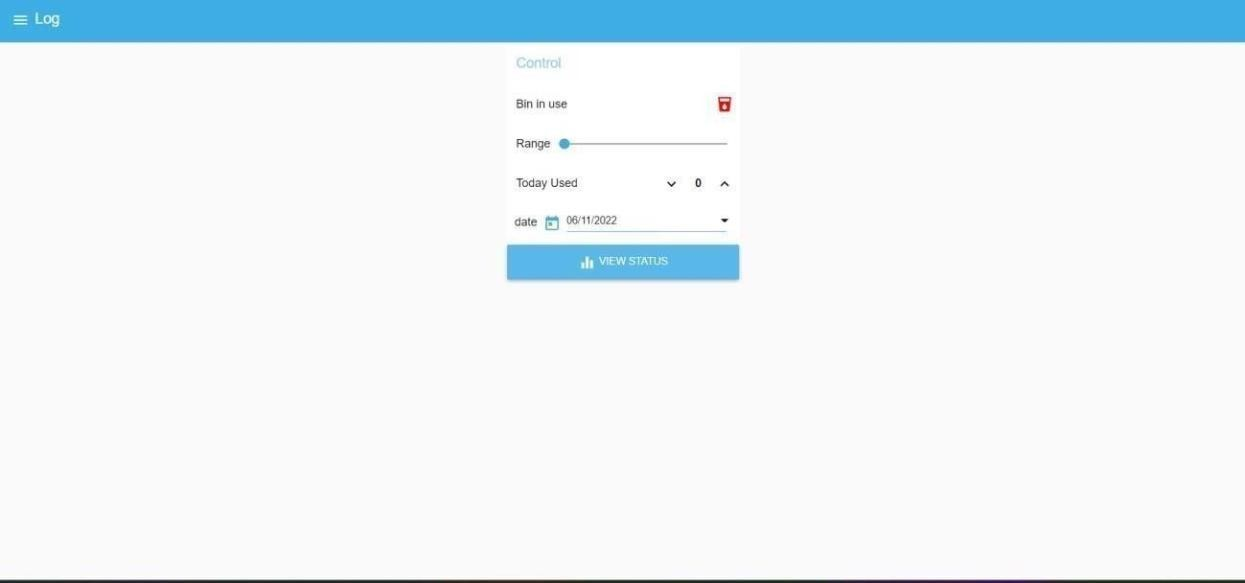 Log
Control
Bin in use
Range
Today Used 0
date 06/11/2022
VIEW STATUS